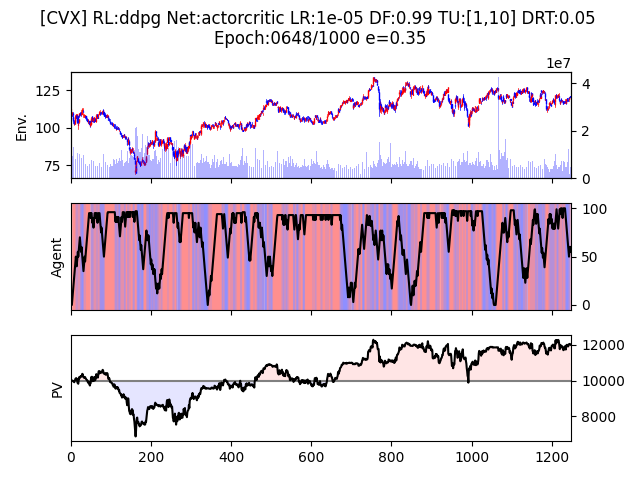 [CVX] RL:ddpg Net:actorcritic LR:1e-05 DF:0.99 TU:[1,10] DRT:0.05
Epoch:0648/1000 e=0.35
1e7
125
100
75
Env.
4
2
0
Agent
100
50
0
PV
12000
10000
8000
0 200 400 600 800 1000 1200